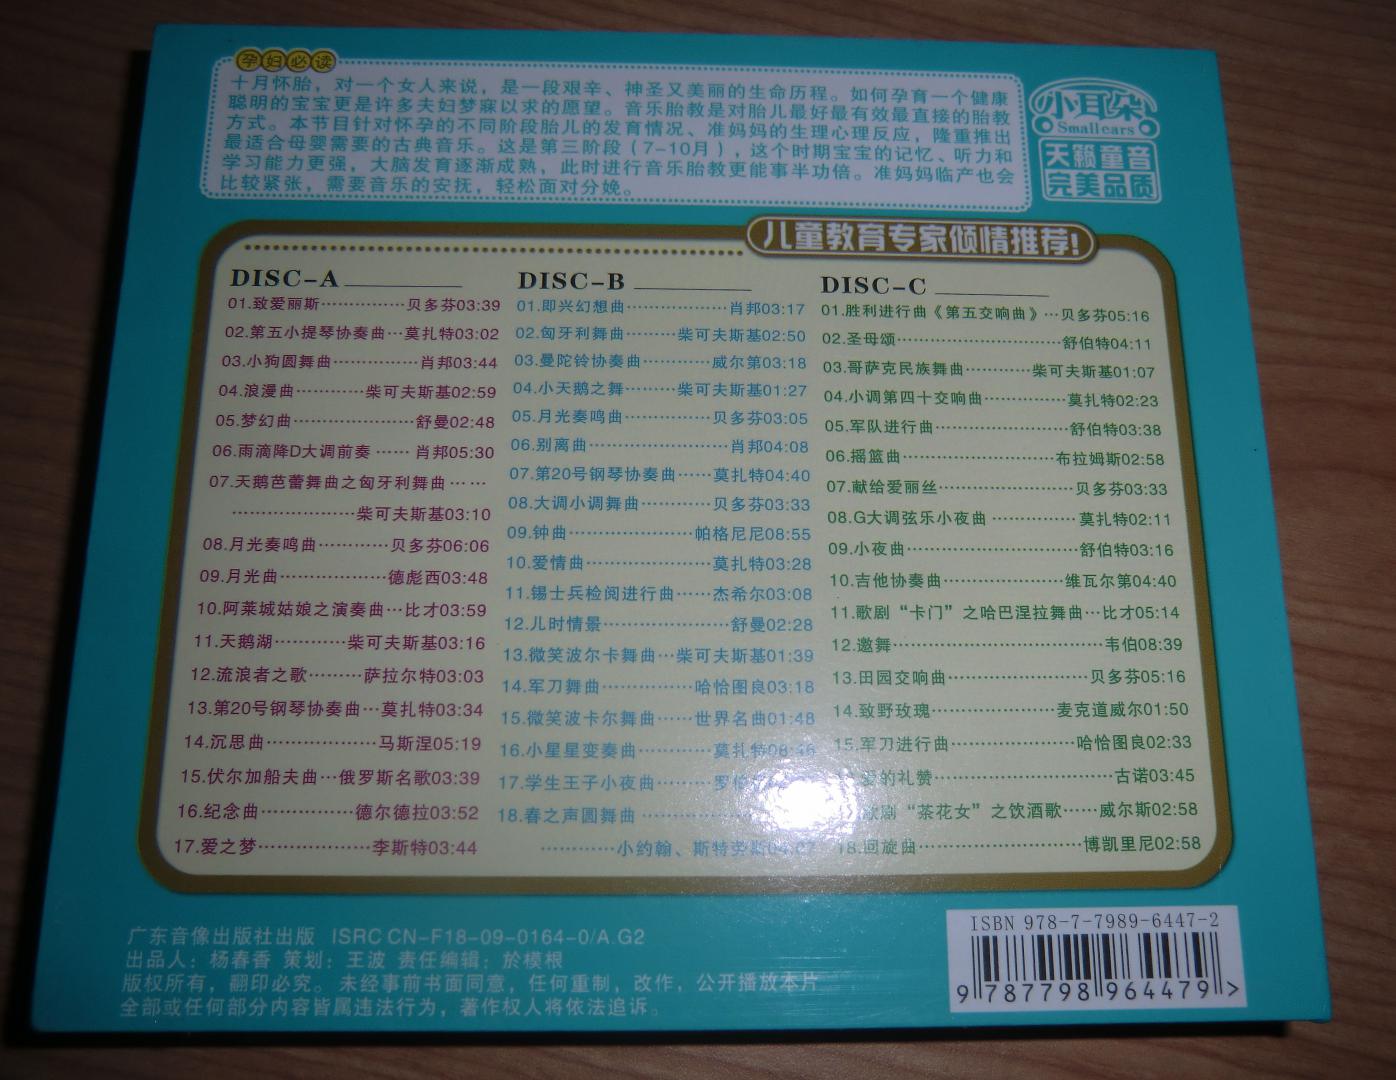 孕妇必读
十月怀胎，对一个女人来说，是一段艰辛、神圣又美丽的生命历程。如何孕育一个健康
聪明的宝宝更是许多夫妇梦寐以求的愿望。音乐胎教是对胎儿最好最有效最直接的胎教
方式。本节目针对怀孕的不同阶段胎儿的发育情况、准妈妈的生理心理反应，隆重推出
最适合母婴需要的古典音乐。这是第三阶段（7-10月），这个时期宝宝的记忆、听力和
学习能力更强，大脑发育逐渐成熟，此时进行音乐胎教更能事半功倍。准妈妈临产也会
比较紧张，需要音乐的安抚，轻松面对分娩。
小耳朵
Small ears
天籁童音
完美品质
儿童教育专家倾情推荐!
DISC-A
01.致爱丽斯··············贝多芬03:39
02.第五小提琴协奏曲···莫扎特03:02
03.小狗圆舞曲··············肖邦03:44
04.浪漫曲············柴可夫斯基02:59
05.梦幻曲·····················舒曼02:48
06.雨滴降D大调前奏······肖邦05:30
07.天鹅芭蕾舞曲之匈牙利舞曲······
·····················柴可夫斯基03:10
08.月光奏鸣曲············贝多芬06:06
09.月光曲··················德彪西03:48
10.阿莱城姑娘之演奏曲···比才03:59
11.天鹅湖············柴可夫斯基03:16
12.流浪者之歌·········萨拉尔特03:03
13.第20号钢琴协奏曲···莫扎特03:34
14.沉思曲··················马斯涅05:19
15.伏尔加船夫曲···俄罗斯名歌03:39
16.纪念曲···············德尔德拉03:52
17.爱之梦··················李斯特03:44
DISC-B
01.即兴幻想曲·················肖邦03:17
02.匈牙利舞曲·········柴可夫斯基02:50
03.曼陀铃协奏曲············威尔第03:18
04.小天鹅之舞·········柴可夫斯基01:27
05.月光奏鸣曲···············贝多芬03:05
06.别离曲························肖邦04:08
07.第20号钢琴协奏曲······莫扎特04:40
08.大调小调舞曲············贝多芬03:33
09.钟曲·····················帕格尼尼08:55
10.爱情曲·····················莫扎特03:28
11.锡士兵检阅进行曲······杰希尔03:08
12.儿时情景·····················舒曼02:28
13.微笑波尔卡舞曲···柴可夫斯基01:39
14.军刀舞曲···············哈恰图良03:18
15.微笑波卡尔舞曲······世界名曲01:48
16.小星星变奏曲············莫扎特08:46
17.学生王子小夜曲······罗伯
18.春之声圆舞曲··················
············小约翰、斯特劳斯04:27
DISC-C
01.胜利进行曲《第五交响曲》···贝多芬05:16
02.圣母颂···························舒伯特04:11
03.哥萨克民族舞曲············柴可夫斯基01:07
04.小调第四十交响曲···············莫扎特02:23
05.军队进行曲·····················舒伯特03:38
06.摇篮曲························布拉姆斯02:58
07.献给爱丽丝·····················贝多芬03:33
08.G大调弦乐小夜曲···············莫扎特02:11
09.小夜曲···························舒伯特03:16
10.吉他协奏曲···················维瓦尔第04:40
11.歌剧“卡门”之哈巴涅拉舞曲···比才05:14
12.邀舞·································韦伯08:39
13.田园交响曲·····················贝多芬05:16
14.致野玫瑰··················麦克道威尔01:50
15.军刀进行曲···················哈恰图良02:33
爱的礼赞···························古诺03:45
歌剧“茶花女”之饮酒歌······威尔斯02:58
18.回旋曲························博凯里尼02:58
广东音像出版社出版 ISRC CN-F18-09-0164-0/A.G2
出品人：杨春香 策划：王波 责任编辑：於模根
版权所有，翻印必究。未经事前书面同意，任何重制，改作，公开播放本片
全部或任何部分内容皆属违法行为，著作权人将依法追诉。
ISBN 978-7-7989-6447-2
9 787798 964479 >